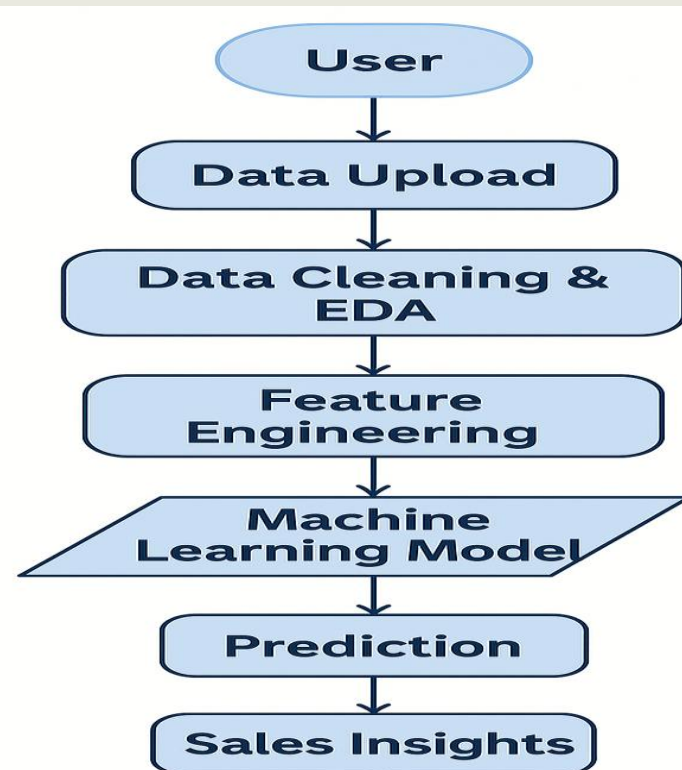 User
Data Upload
Data Cleaning &
EDA
Feature
Engineering
Machine
Learning Model
Prediction
Sales Insights